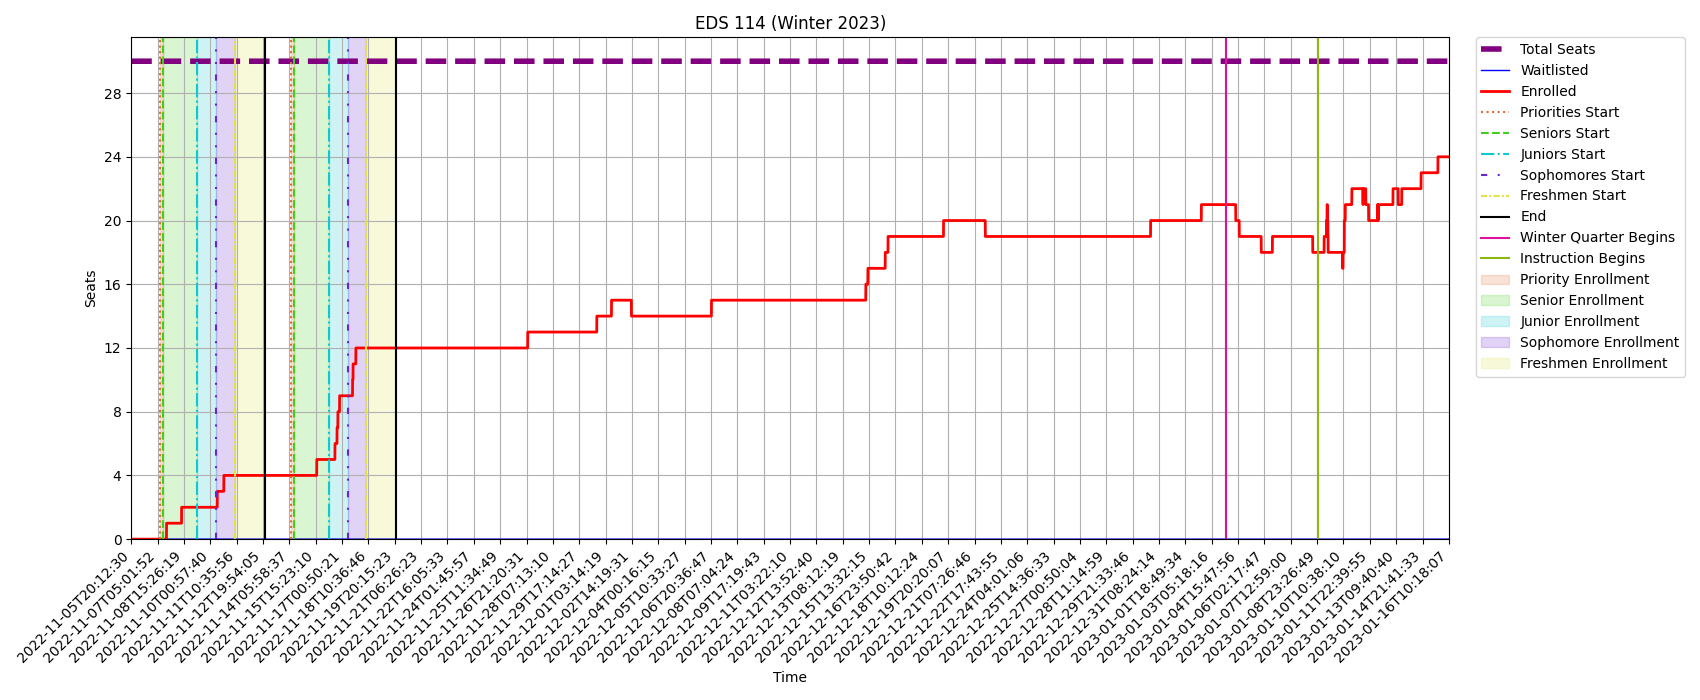 EDS 114 (Winter 2023)
Seats
28
24
20
16
12
8
4
0
2022-11-05T20:12:30
2022-11-07T05:01:52
2022-11-08T15:26:19
2022-11-10T00:57:40
2022-11-11T10:35:56
2022-11-12T19:54:05
2022-11-14T05:58:37
2022-11-15T15:23:10
2022-11-17T00:50:21
2022-11-18T10:36:46
2022-11-19T20:15:23
2022-11-21T06:26:23
2022-11-22T16:05:33
2022-11-24T01:45:57
2022-11-25T11:34:49
2022-11-26T21:20:31
2022-11-28T07:13:10
2022-11-29T17:14:27
2022-12-01T03:14:19
2022-12-02T14:19:31
2022-12-04T00:16:15
2022-12-05T10:33:27
2022-12-06T20:36:47
2022-12-08T07:04:24
2022-12-09T17:19:43
2022-12-11T03:22:10
2022-12-12T13:52:40
2022-12-13T08:12:19
2022-12-15T13:32:15
2022-12-16T23:50:42
2022-12-18T10:12:24
2022-12-19T20:20:07
2022-12-21T07:26:46
2022-12-22T17:43:55
2022-12-24T04:01:06
2022-12-25T14:36:33
2022-12-27T00:50:04
2022-12-28T11:14:59
2022-12-29T21:33:46
2022-12-31T08:24:14
2023-01-01T18:49:34
2023-01-03T05:18:16
2023-01-04T15:47:56
2023-01-06T02:17:47
2023-01-07T12:59:00
2023-01-08T23:26:49
2023-01-10T10:38:10
2023-01-11T22:39:55
2023-01-13T09:40:40
2023-01-14T21:41:33
2023-01-16T10:18:07
Time
Total Seats
Waitlisted
Enrolled
Priorities Start
Seniors Start
Juniors Start
Sophomores Start
Freshmen Start
End
Winter Quarter Begins
Instruction Begins
Priority Enrollment
Senior Enrollment
Junior Enrollment
Sophomore Enrollment
Freshmen Enrollment